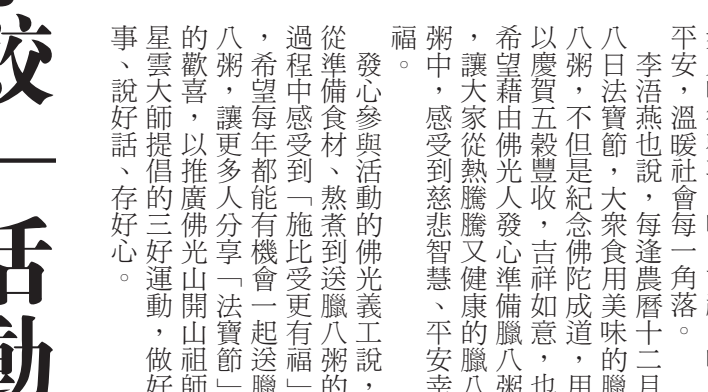 平安，溫暖社會每一角落。
李浯燕也說，每逢農曆十二月
八日法寶節，大眾食用美味的臘
八粥，不但是紀念佛陀成道，用
以慶賀五穀豐收，吉祥如意，也
希望藉由佛光人發心準備臘八粥
，讓大家從熱騰騰又健康的臘八
粥中，感受到慈悲智慧、平安幸
福。
發心參與活動的佛光義工說，
從準備食材、熬煮到送臘八粥的
過程中感受到「施比受更有福」
，希望每年都能有機會一起送臘
八粥，讓更多人分享「法寶節」
的歡喜，以推廣佛光山開山祖師
星雲大師提倡的三好運動，做好
事、說好話、存好心。
校｜活動